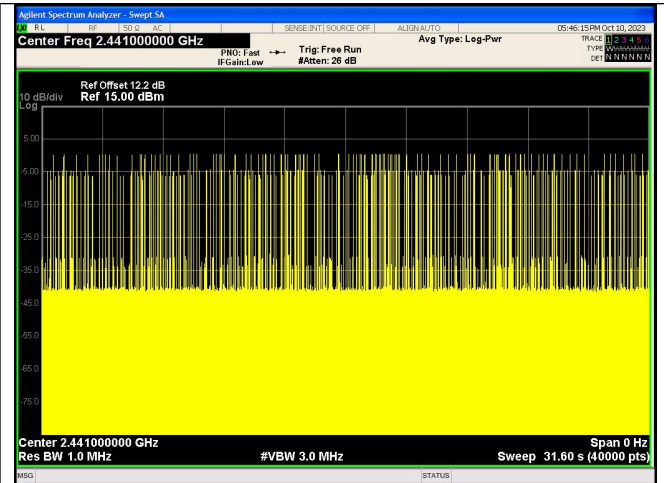 Agilent Spectrum Analyzer - Swept SA
RL RF 50 Ω AC SENSE:INT SOURCE OFF ALIGN AUTO 05:46:15 PM Oct 10, 2023
Center Freq 2.441000000 GHz
PNO: Fast
IFGain:Low
Trig: Free Run
#Atten: 26 dB
Avg Type: Log-Pwr
TRACE 1 2 3 4 5 6
TYPE W
DET N N N N N N
Ref Offset 12.2 dB
10 dB/div Ref 15.00 dBm
Log
5.00
-5.00
-15.0
-25.0
-35.0
-45.0
-55.0
-65.0
-75.0
Center 2.441000000 GHz Span 0 Hz
Res BW 1.0 MHz #VBW 3.0 MHz Sweep 31.60 s (40000 pts)
MSG STATUS